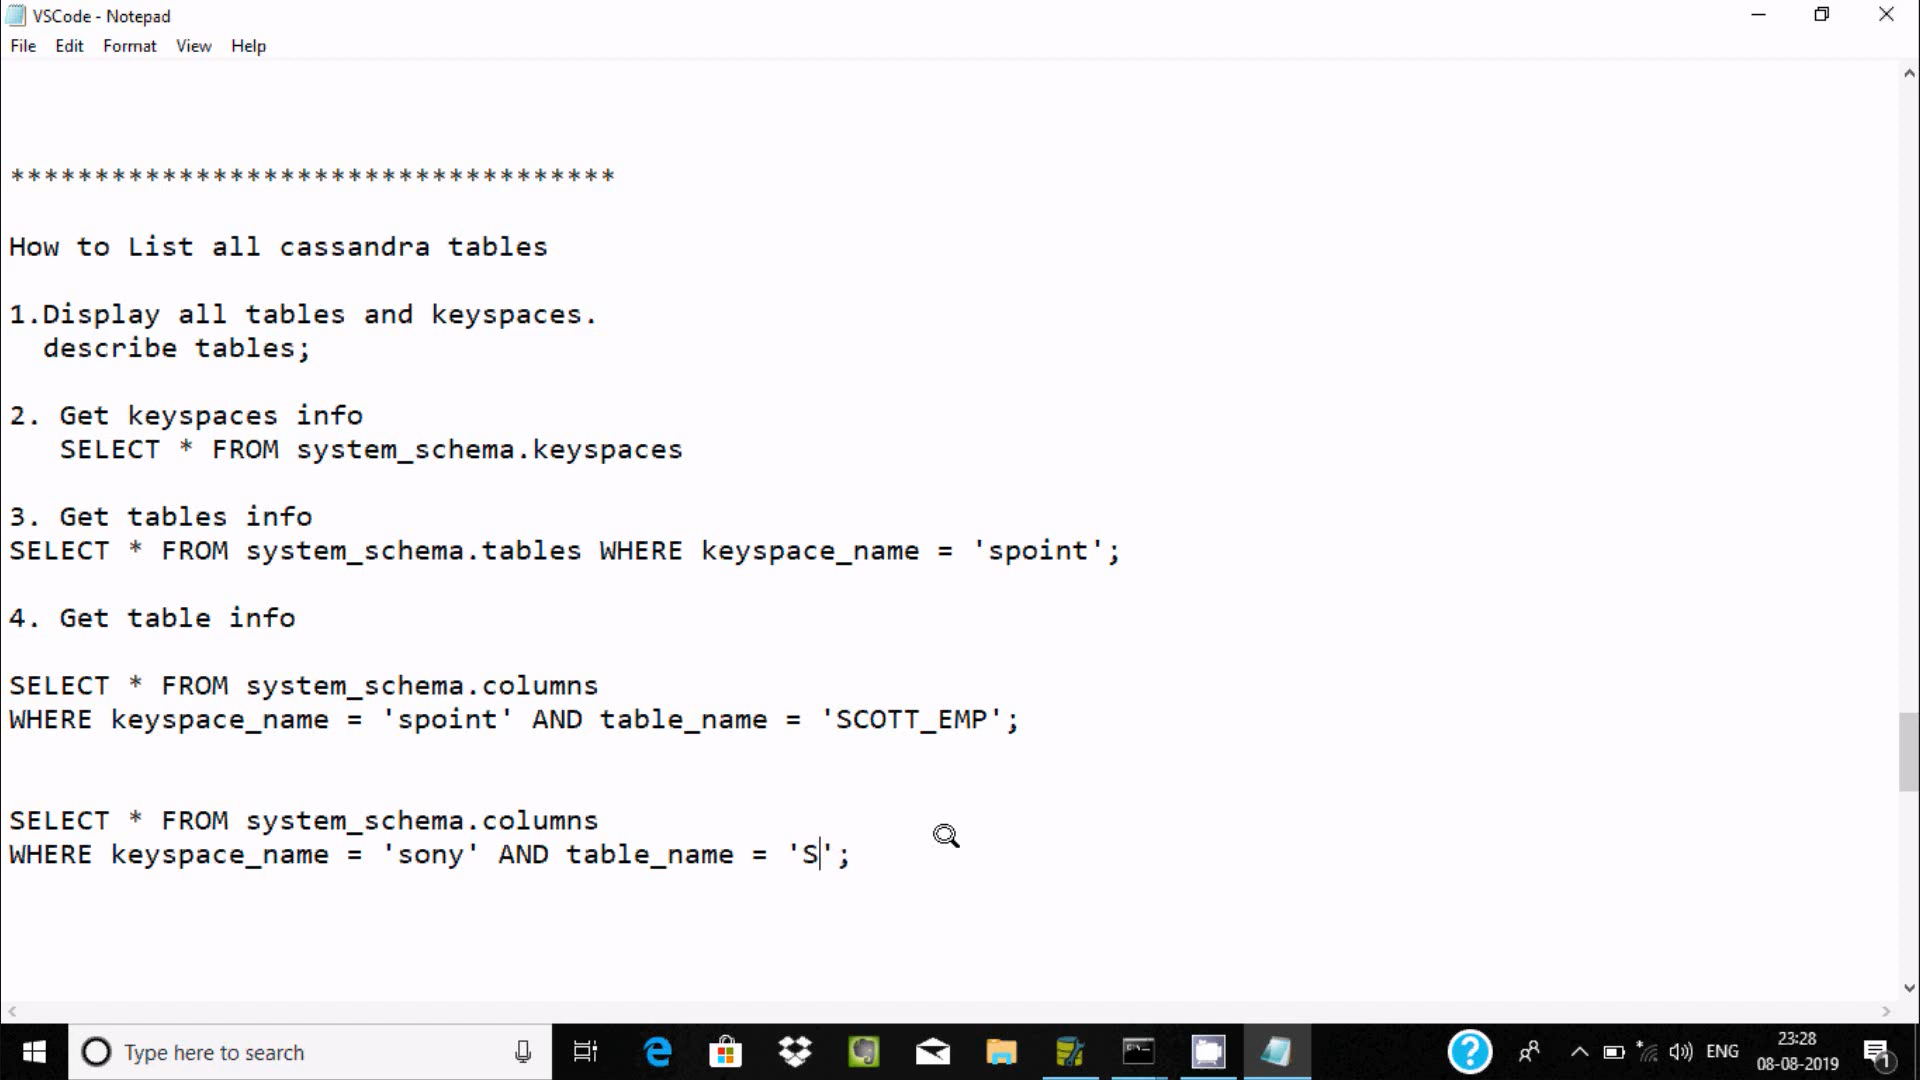 VSCode - Notepad
File Edit Format View Help
************************************
How to List all cassandra tables
1.Display all tables and keyspaces.
describe tables;
2. Get keyspaces info
SELECT * FROM system_schema.keyspaces
3. Get tables info
SELECT * FROM system_schema.tables WHERE keyspace_name = 'spoint';
4. Get table info
SELECT * FROM system_schema.columns
WHERE keyspace_name = 'spoint' AND table_name = 'SCOTT_EMP';
SELECT * FROM system_schema.columns
WHERE keyspace_name = 'sony' AND table_name = 'S';
Type here to search
ENG
23:28
08-08-2019
1